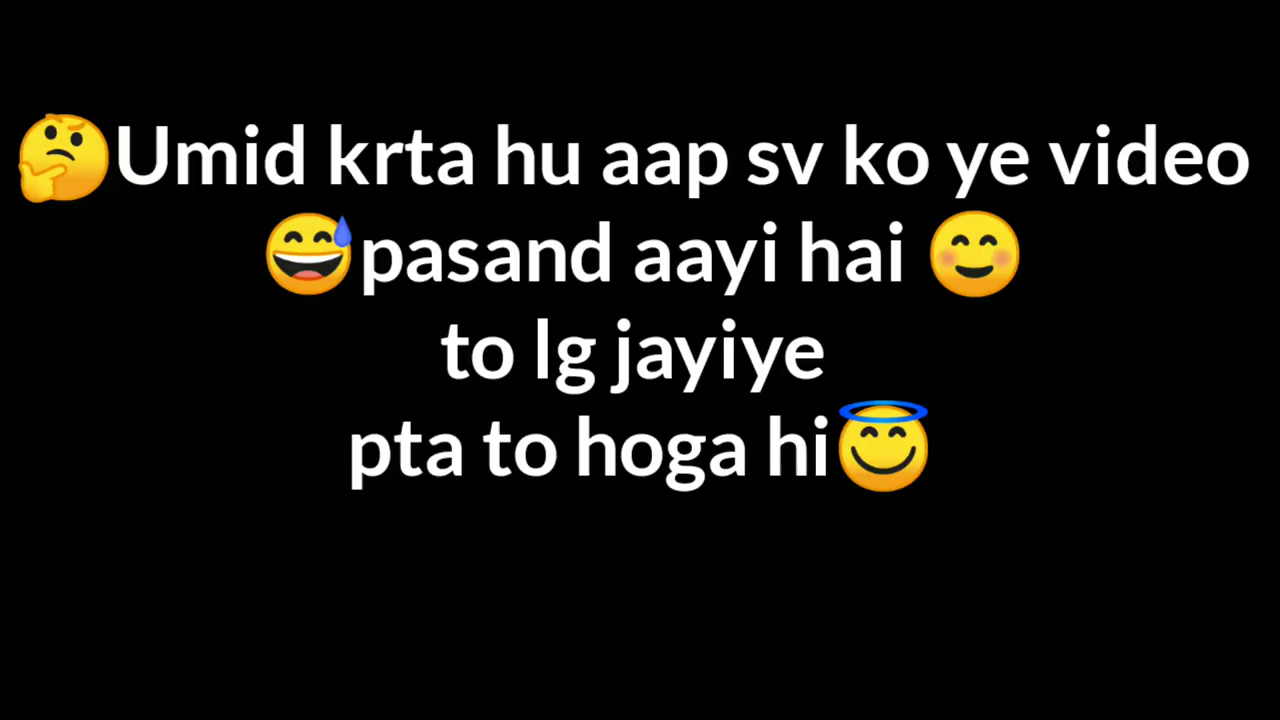 🤔Umid krta hu aap sv ko ye video
😅pasand aayi hai 😊
to lg jayiye
pta to hoga hi😇